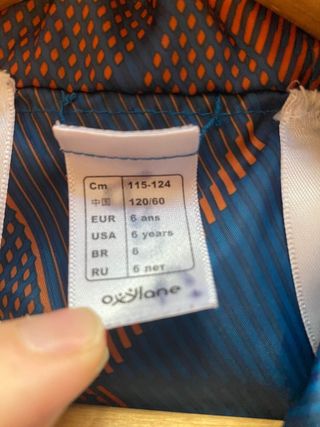 Cm 115-124
中国 120/60
EUR 6 ans
USA 6 years
BR 6
RU 6 лет
oxylane